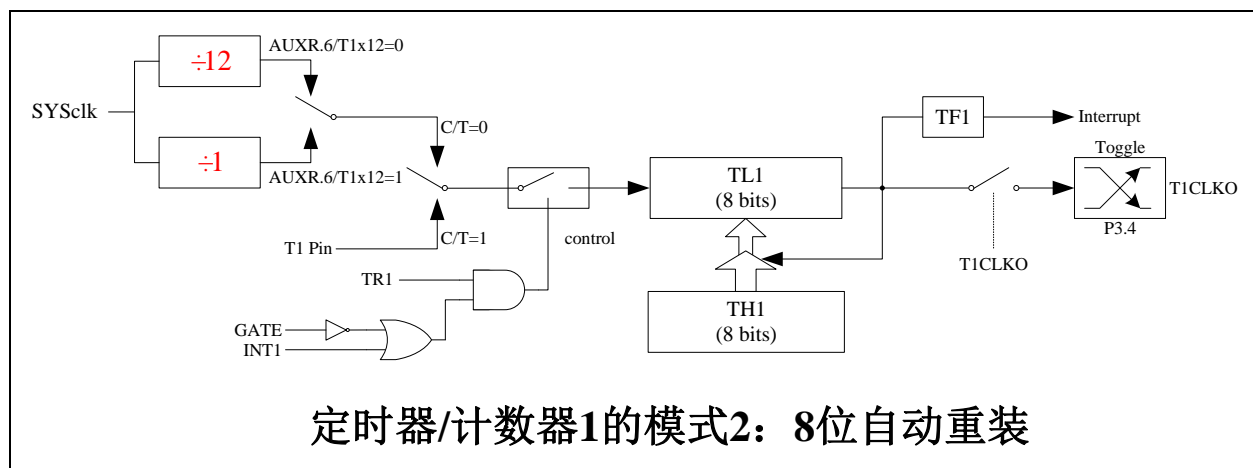 AUXR.6/T1x12=0
÷12
SYSclk
÷1
AUXR.6/T1x12=1
C/T=0
C/T=1
T1 Pin
control
TR1
GATE
INT1
TL1
(8 bits)
TH1
(8 bits)
TF1
Interrupt
Toggle
T1CLKO
P3.4
T1CLKO
定时器/计数器1的模式2：8位自动重装